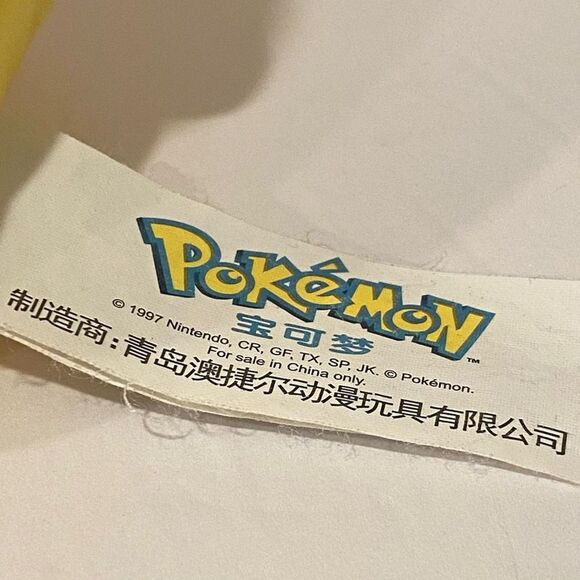 POKéMON™
宝可梦
© 1997 Nintendo, CR, GF, TX, SP, JK. © Pokémon.
For sale in China only.
制造商:青岛澳捷尔动漫玩具有限公司